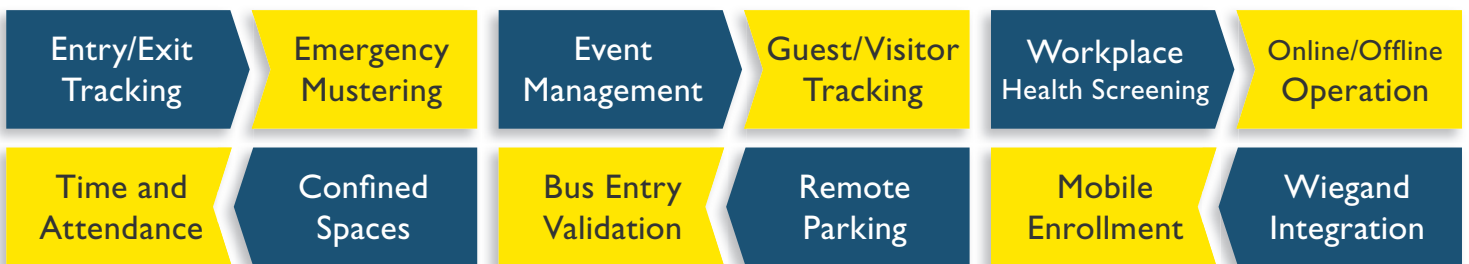 Entry/Exit
Tracking
Emergency
Mustering
Event
Management
Guest/Visitor
Tracking
Workplace
Health Screening
Online/Offline
Operation
Time and
Attendance
Confined
Spaces
Bus Entry
Validation
Remote
Parking
Mobile
Enrollment
Wiegand
Integration